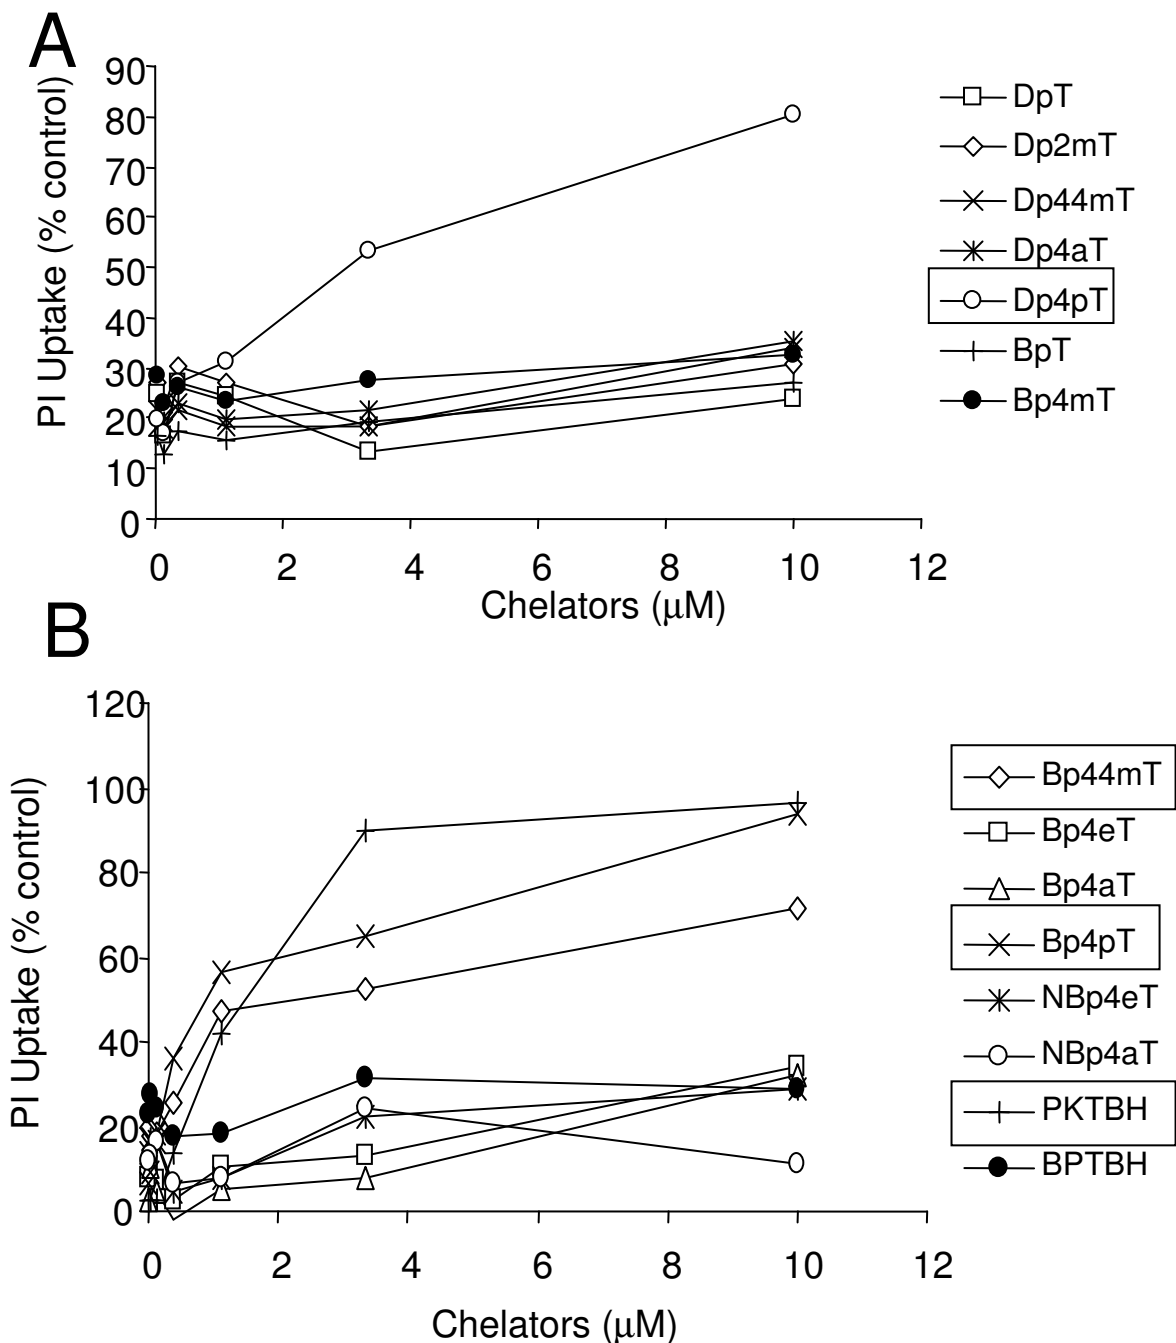 A
PI Uptake (% control)
90
80
70
60
50
40
30
20
10
0
0 2 4 6 8 10 12
Chelators (μM)
DpT
Dp2mT
Dp44mT
Dp4aT
Dp4pT
BpT
Bp4mT
B
PI Uptake (% control)
120
100
80
60
40
20
0
0 2 4 6 8 10 12
Chelators (μM)
Bp44mT
Bp4eT
Bp4aT
Bp4pT
NBp4eT
NBp4aT
PKTBH
BPTBH